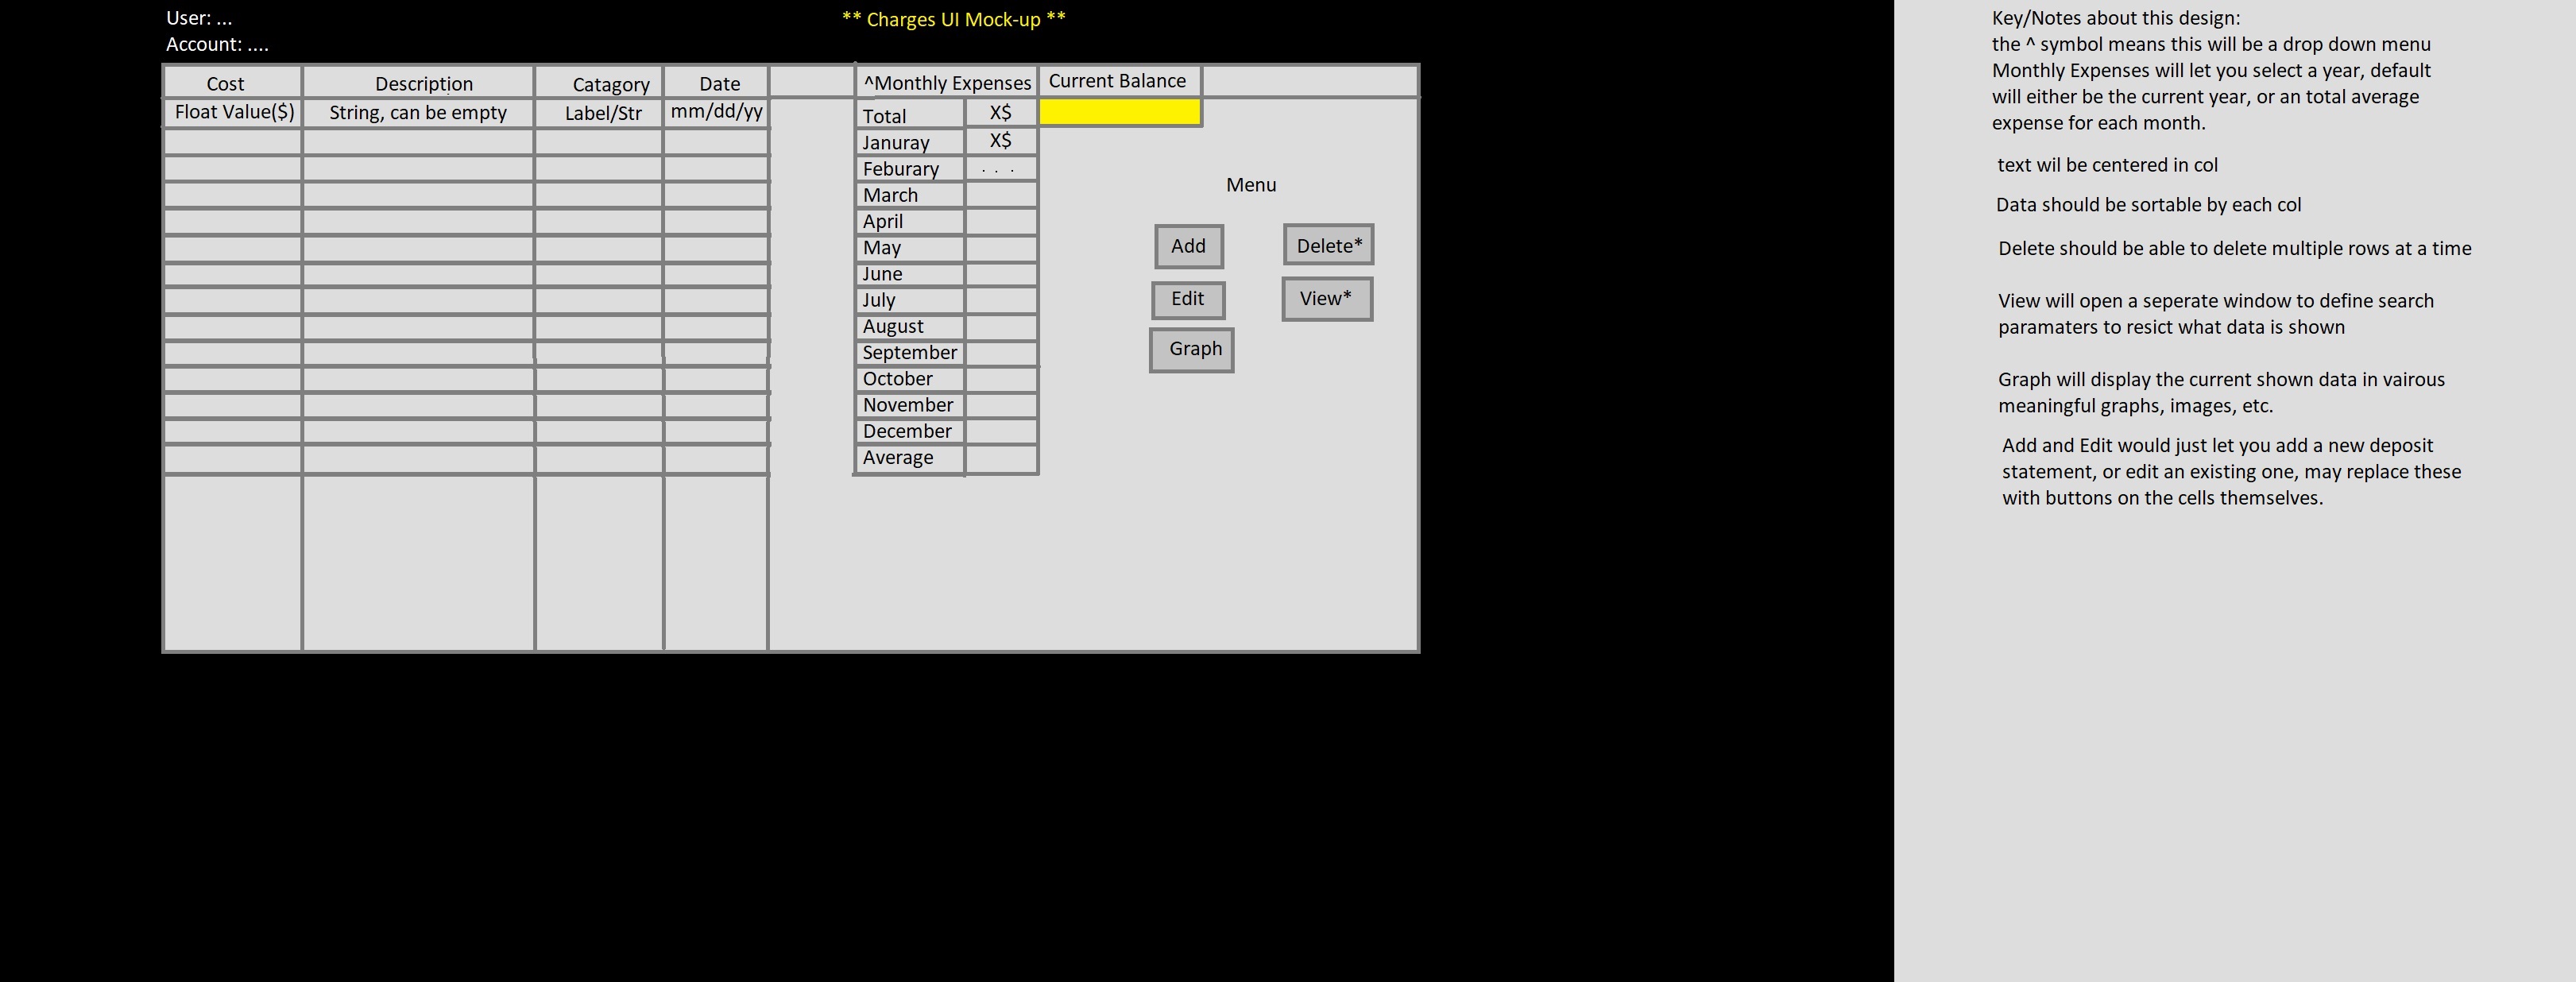 User: ...
** Charges UI Mock-up **
Account: ....
Cost Description Catagory Date ^Monthly Expenses Current Balance
Float Value($) String, can be empty Label/Str mm/dd/yy Total X$
Januray X$
Feburary . . .
March
April
May
June
July
August
September
October
November
December
Average
Menu
Add Delete*
Edit View*
Graph
Key/Notes about this design:
the ^ symbol means this will be a drop down menu
Monthly Expenses will let you select a year, default
will either be the current year, or an total average
expense for each month.
text wil be centered in col
Data should be sortable by each col
Delete should be able to delete multiple rows at a time
View will open a seperate window to define search
paramaters to resict what data is shown
Graph will display the current shown data in vairous
meaningful graphs, images, etc.
Add and Edit would just let you add a new deposit
statement, or edit an existing one, may replace these
with buttons on the cells themselves.